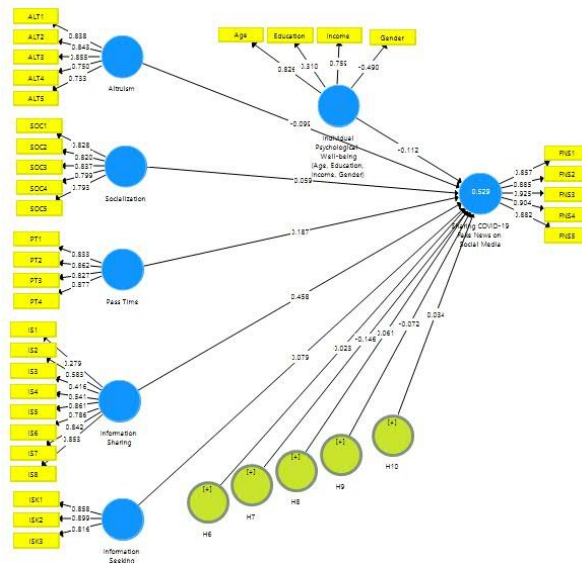 ALT1
ALT2
ALT3
ALT4
ALT5
0.838
0.843
0.855
0.750
0.733
Altruism
Age
Education
Income
Gender
0.310
-0.490
Individual
Psychological
Well-being
(Age, Education,
Income, Gender)
-0.112
-0.095
SOC1
SOC2
SOC3
SOC4
SOC5
0.828
0.820
0.837
0.799
0.793
Socialization
0.059
0.529
Sharing COVID-19
Fake News on
Social Media
0.857
0.885
0.925
0.904
0.882
FNS1
FNS2
FNS3
FNS4
FNS5
PT1
PT2
PT3
PT4
0.833
0.862
0.827
0.877
Pass Time
0.187
IS1
IS2
IS3
IS4
IS5
IS6
IS7
IS8
0.279
0.583
0.416
0.541
0.861
0.786
0.842
0.853
Information
Sharing
0.458
ISK1
ISK2
ISK3
0.858
0.899
0.816
Information
Seeking
0.079
0.023
-0.146
0.061
-0.072
0.034
[+]
H6
[+]
H7
[+]
H8
[+]
H9
[+]
H10